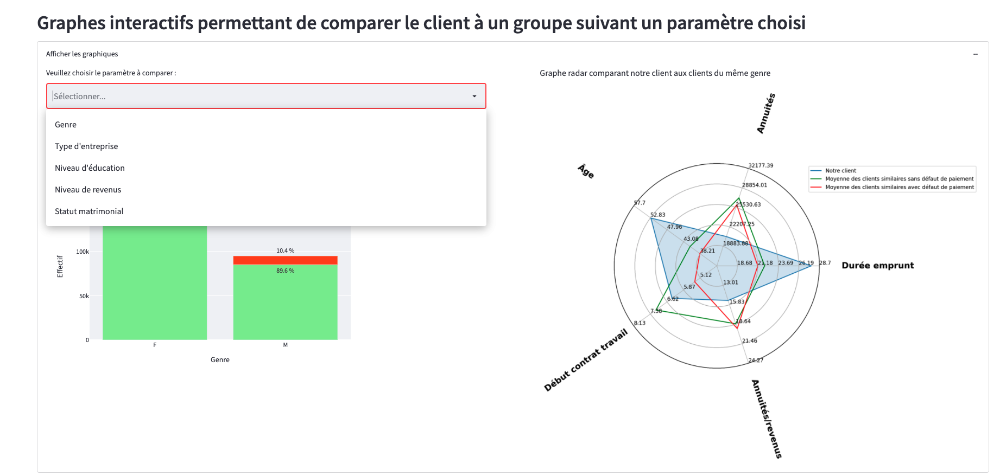 Graphes interactifs permettant de comparer le client à un groupe suivant un paramètre choisi
Afficher les graphiques
Veuillez choisir le paramètre à comparer :
Sélectionner...
Genre
Type d'entreprise
Niveau d'éducation
Niveau de revenus
Statut matrimonial
100k
50k
0
Effectif
10.4 %
89.6 %
F
M
Genre
Graphe radar comparant notre client aux clients du même genre
Annuités
Âge
Notre client
Moyenne des clients similaires sans défaut de paiement
Moyenne des clients similaires avec défaut de paiement
32177.39
28854.01
25530.63
22207.25
18883.88
57.7
52.83
47.96
43.08
38.21
18.68
21.18
23.69
26.19
28.7
Durée emprunt
5.12
5.87
6.62
7.38
8.13
Début contrat travail
13.01
15.83
18.64
21.46
24.27
Annuités/revenus